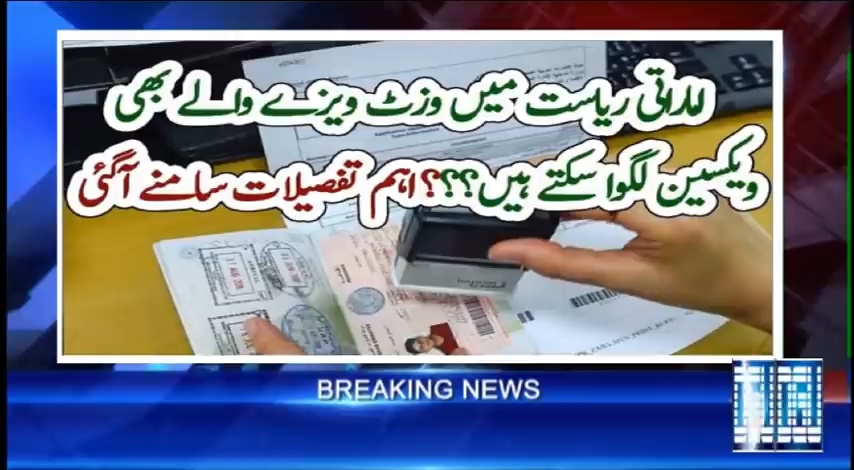 اماراتی ریاست میں وزٹ ویزے والے بھی
ویکسین لگوا سکتے ہیں؟؟؟ اہم تفصیلات سامنے آگئی
BREAKING NEWS